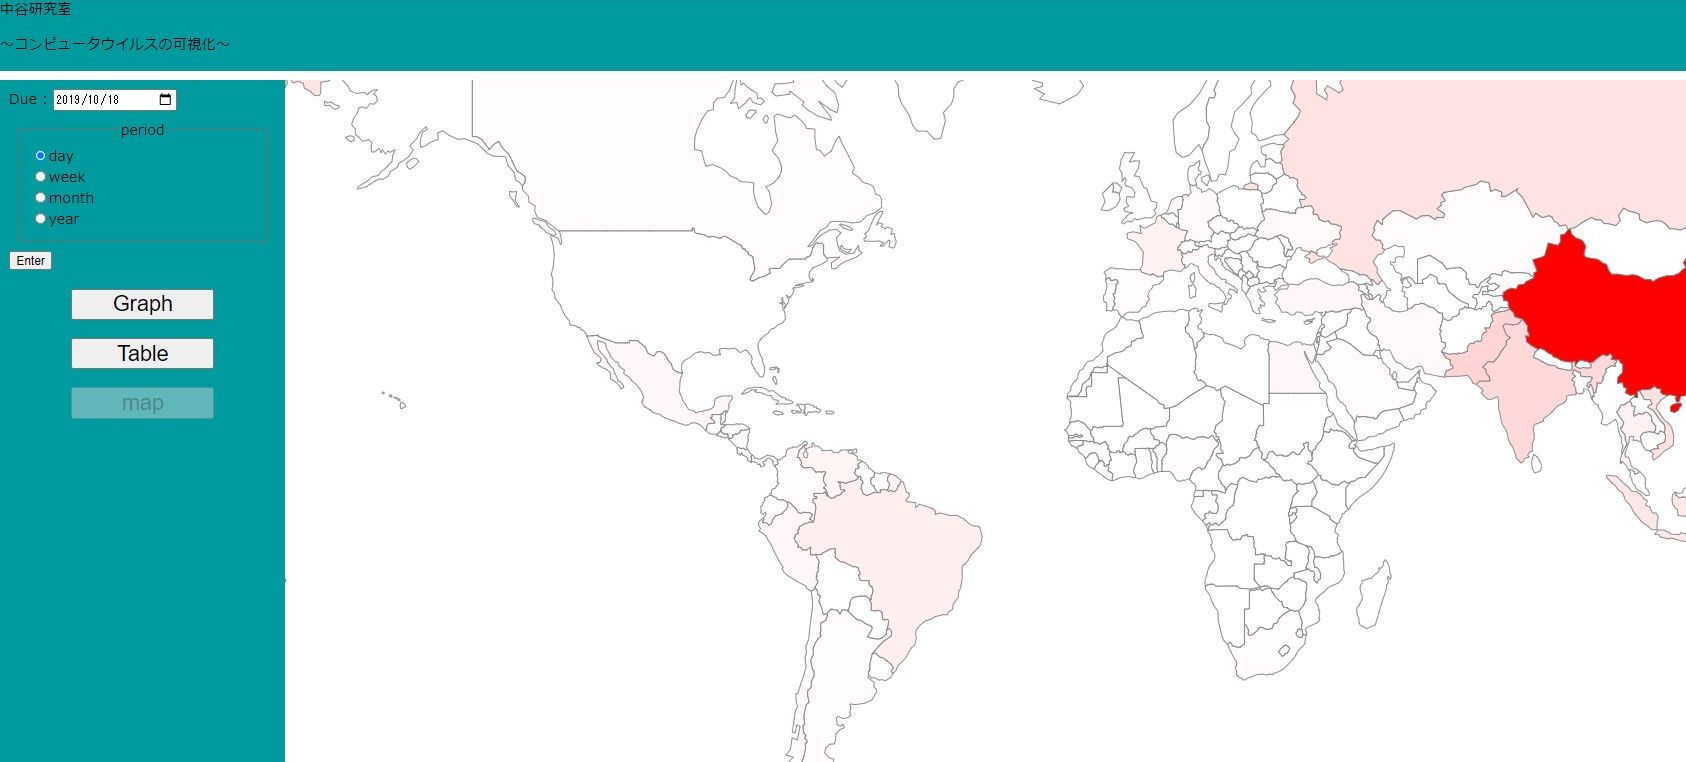 中谷研究室
～コンピュータウイルスの可視化～
Due : 2019/10/18
period
day
week
month
year
Enter
Graph
Table
map